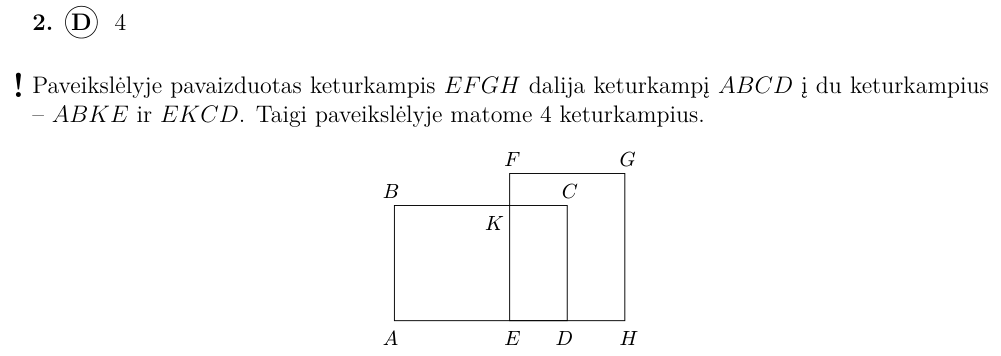 2. D 4
! Paveikslėlyje pavaizduotas keturkampis EFGH dalija keturkampį ABCD į du keturkampius
– ABKE ir EKCD. Taigi paveikslėlyje matome 4 keturkampius.
F G
B C
K
A E D H